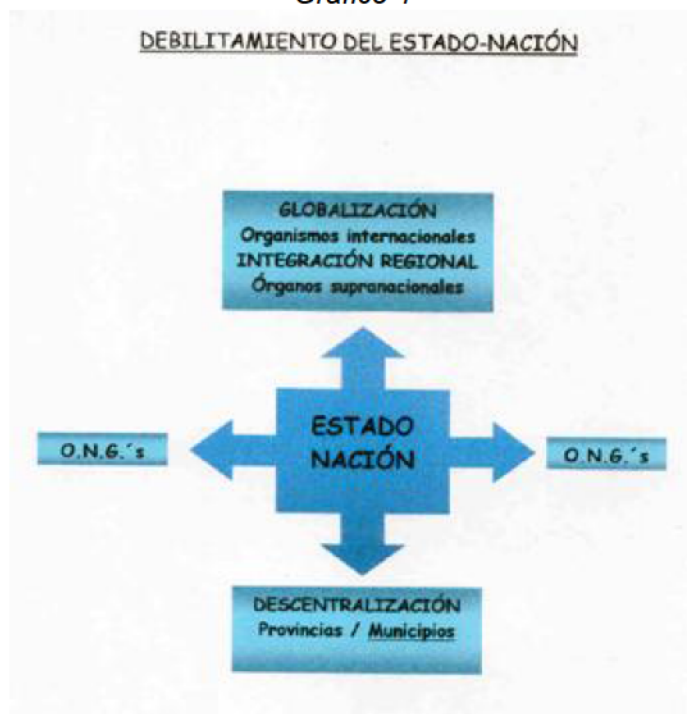 DEBILITAMIENTO DEL ESTADO-NACIÓN
GLOBALIZACIÓN
Organismos internacionales
INTEGRACIÓN REGIONAL
Órganos supranacionales
ESTADO
NACIÓN
O.N.G.´s
O.N.G.´s
DESCENTRALIZACIÓN
Provincias / Municipios